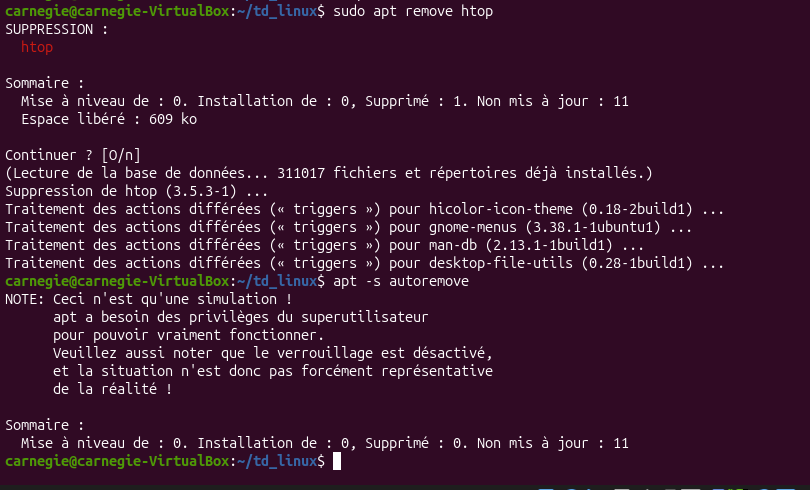 carnegie@carnegie-VirtualBox:~/td_linux$ sudo apt remove htop
SUPPRESSION :
  htop

Sommaire :
  Mise à niveau de : 0. Installation de : 0, Supprimé : 1. Non mis à jour : 11
  Espace libéré : 609 ko

Continuer ? [O/n]
(Lecture de la base de données... 311017 fichiers et répertoires déjà installés.)
Suppression de htop (3.5.3-1) ...
Traitement des actions différées (« triggers ») pour hicolor-icon-theme (0.18-2build1) ...
Traitement des actions différées (« triggers ») pour gnome-menus (3.38.1-1ubuntu1) ...
Traitement des actions différées (« triggers ») pour man-db (2.13.1-1build1) ...
Traitement des actions différées (« triggers ») pour desktop-file-utils (0.28-1build1) ...
carnegie@carnegie-VirtualBox:~/td_linux$ apt -s autoremove
NOTE: Ceci n'est qu'une simulation !
      apt a besoin des privilèges du superutilisateur
      pour pouvoir vraiment fonctionner.
      Veuillez aussi noter que le verrouillage est désactivé,
      et la situation n'est donc pas forcément représentative
      de la réalité !

Sommaire :
  Mise à niveau de : 0. Installation de : 0, Supprimé : 0. Non mis à jour : 11
carnegie@carnegie-VirtualBox:~/td_linux$